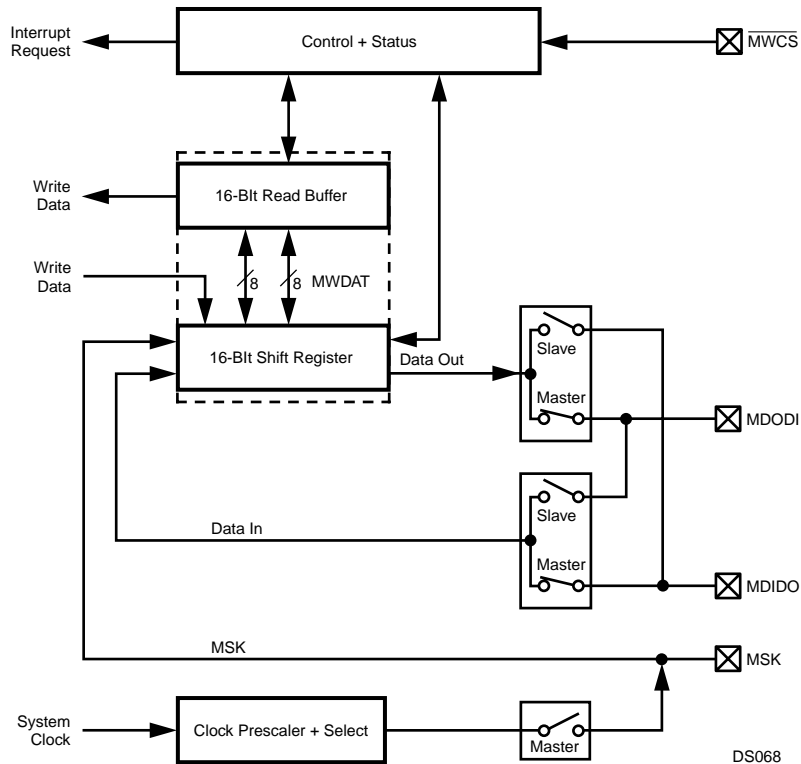 Interrupt
Request
Control + Status
MWCS
Write
Data
16-BIt Read Buffer
Write
Data
8
8
MWDAT
16-BIt Shift Register
Data Out
Slave
Master
MDODI
Slave
Data In
Master
MDIDO
MSK
MSK
System
Clock
Clock Prescaler + Select
Master
DS068